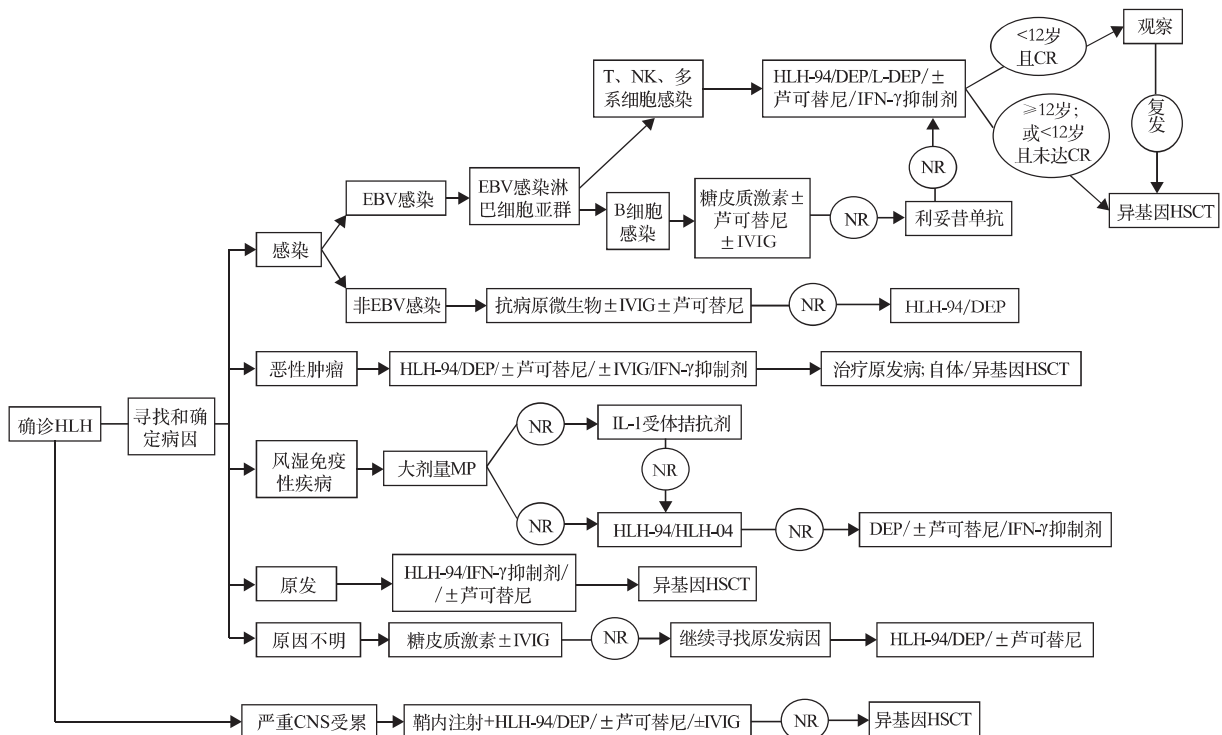 <12岁
且CR
观察
T、NK、多
系细胞感染
HLH-94/DEP/L-DEP/±
芦可替尼/IFN-γ抑制剂
≥12岁;
或<12岁
且未达CR
复
发
NR
EBV感染
EBV感染淋
巴细胞亚群
B细胞
感染
糖皮质激素±
芦可替尼
±IVIG
NR
利妥昔单抗
异基因HSCT
感染
非EBV感染
抗病原微生物±IVIG±芦可替尼
NR
HLH-94/DEP
恶性肿瘤
HLH-94/DEP/±芦可替尼/±IVIG/IFN-γ抑制剂
治疗原发病;自体/异基因HSCT
确诊HLH
寻找和确
定病因
NR
IL-1受体拮抗剂
风湿免疫
性疾病
大剂量MP
NR
NR
HLH-94/HLH-04
NR
DEP/±芦可替尼/IFN-γ抑制剂
原发
HLH-94/IFN-γ抑制剂/
/±芦可替尼
异基因HSCT
原因不明
糖皮质激素±IVIG
NR
继续寻找原发病因
HLH-94/DEP/±芦可替尼
严重CNS受累
鞘内注射+HLH-94/DEP/±芦可替尼/±IVIG
NR
异基因HSCT